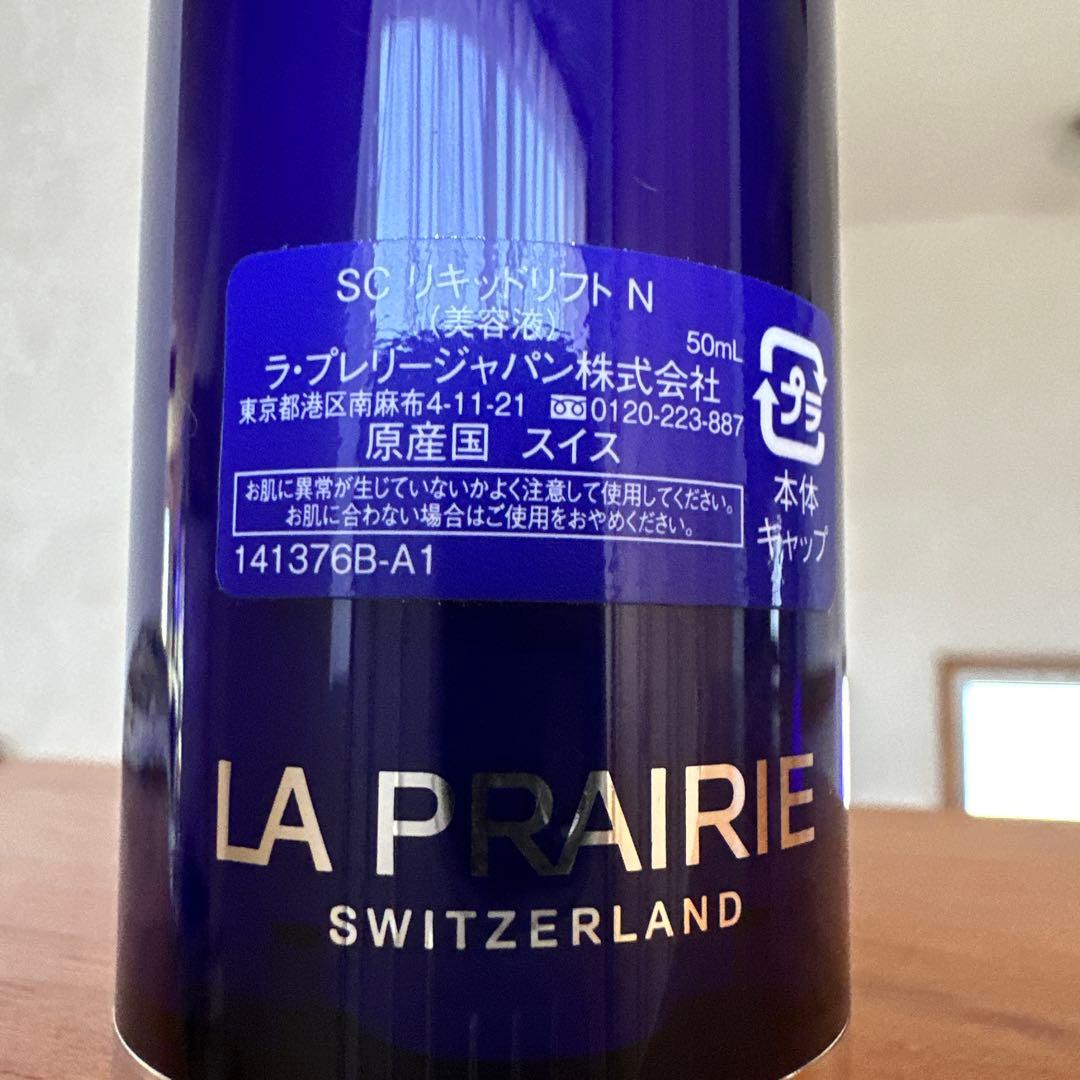 SC リキッドリフト N
(美容液)
50mL
ラ・プレリージャパン株式会社
東京都港区南麻布4-11-21 0120-223-887
原産国 スイス
お肌に異常が生じていないかよく注意して使用してください。
お肌に合わない場合はご使用をおやめください。
141376B-A1
プラ
本体
キャップ
LA PRAIRIE
SWITZERLAND